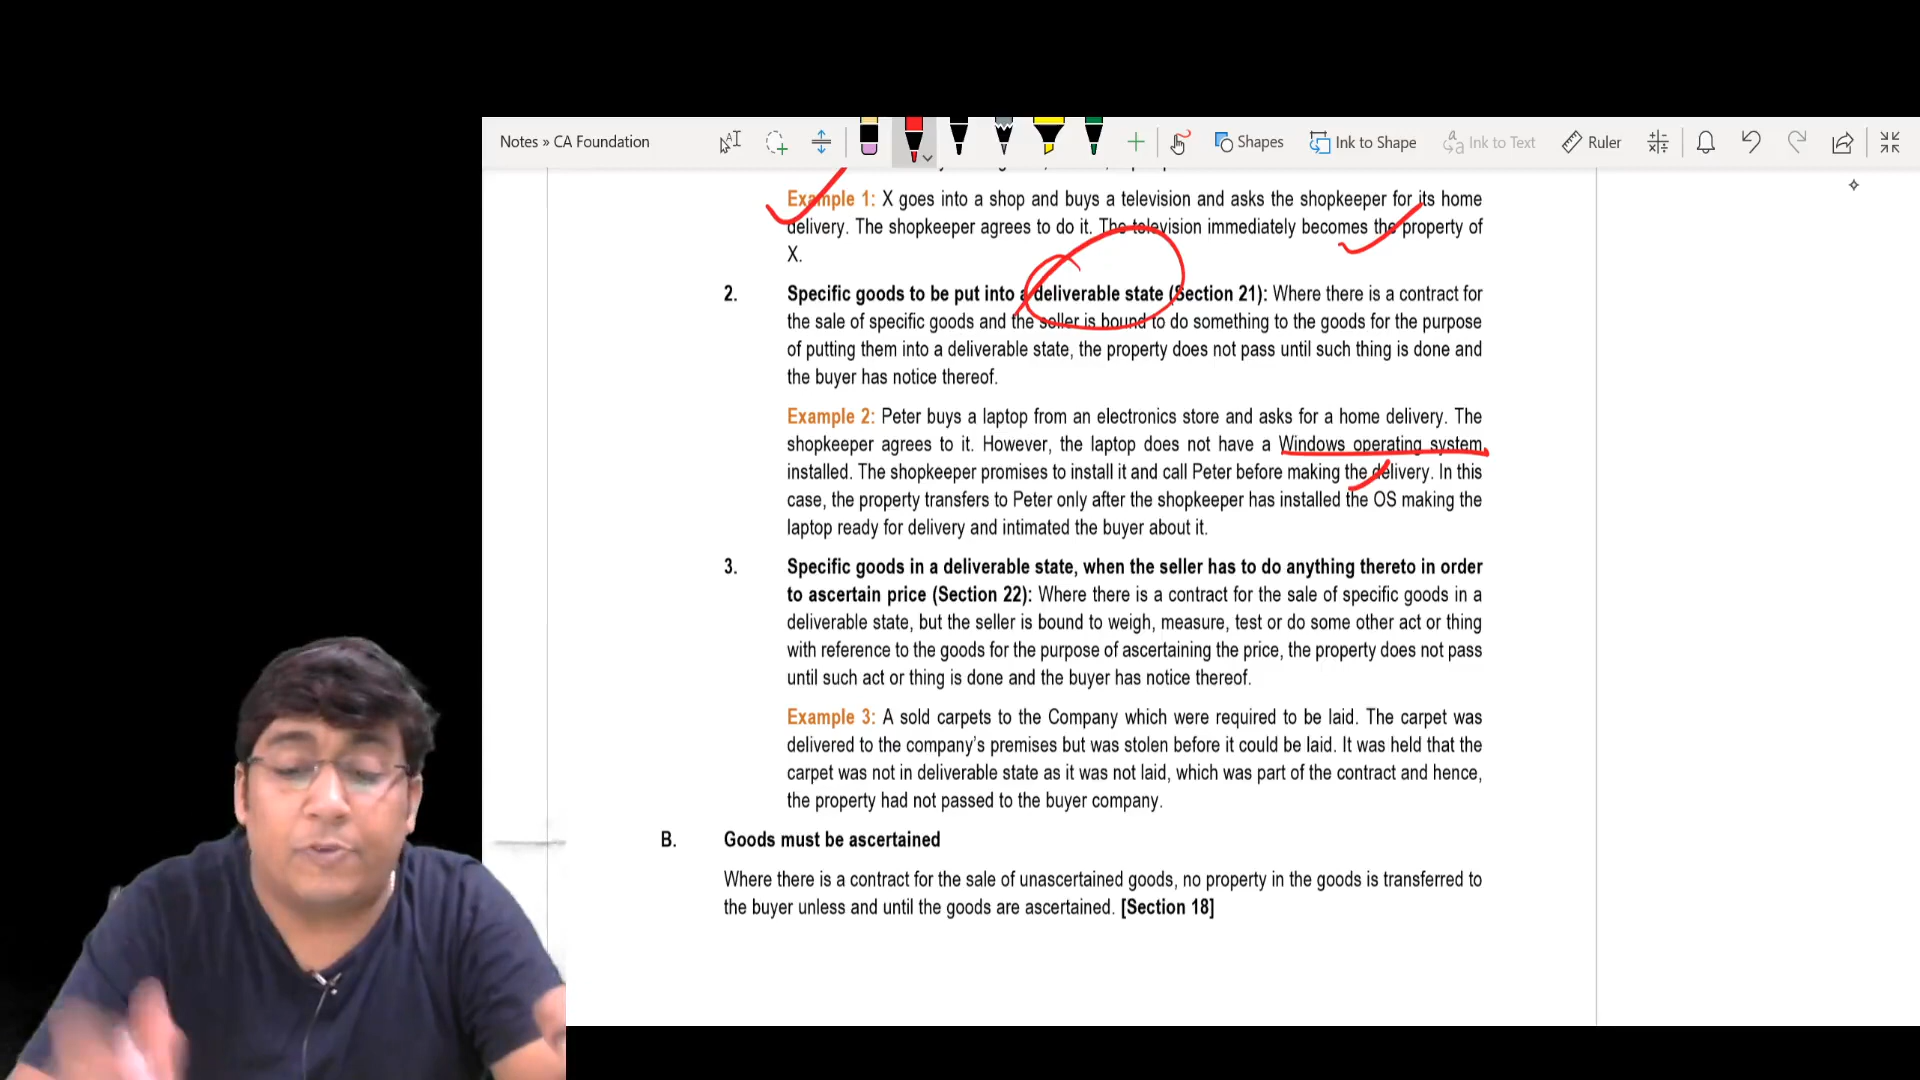 Notes » CA Foundation
Shapes
Ink to Shape
Ink to Text
Ruler
Example 1: X goes into a shop and buys a television and asks the shopkeeper for its home
delivery. The shopkeeper agrees to do it. The television immediately becomes the property of
X.
2. Specific goods to be put into a deliverable state (Section 21): Where there is a contract for
the sale of specific goods and the seller is bound to do something to the goods for the purpose
of putting them into a deliverable state, the property does not pass until such thing is done and
the buyer has notice thereof.
Example 2: Peter buys a laptop from an electronics store and asks for a home delivery. The
shopkeeper agrees to it. However, the laptop does not have a Windows operating system
installed. The shopkeeper promises to install it and call Peter before making the delivery. In this
case, the property transfers to Peter only after the shopkeeper has installed the OS making the
laptop ready for delivery and intimated the buyer about it.
3. Specific goods in a deliverable state, when the seller has to do anything thereto in order
to ascertain price (Section 22): Where there is a contract for the sale of specific goods in a
deliverable state, but the seller is bound to weigh, measure, test or do some other act or thing
with reference to the goods for the purpose of ascertaining the price, the property does not pass
until such act or thing is done and the buyer has notice thereof.
Example 3: A sold carpets to the Company which were required to be laid. The carpet was
delivered to the company's premises but was stolen before it could be laid. It was held that the
carpet was not in deliverable state as it was not laid, which was part of the contract and hence,
the property had not passed to the buyer company.
B. Goods must be ascertained
Where there is a contract for the sale of unascertained goods, no property in the goods is transferred to
the buyer unless and until the goods are ascertained. [Section 18]